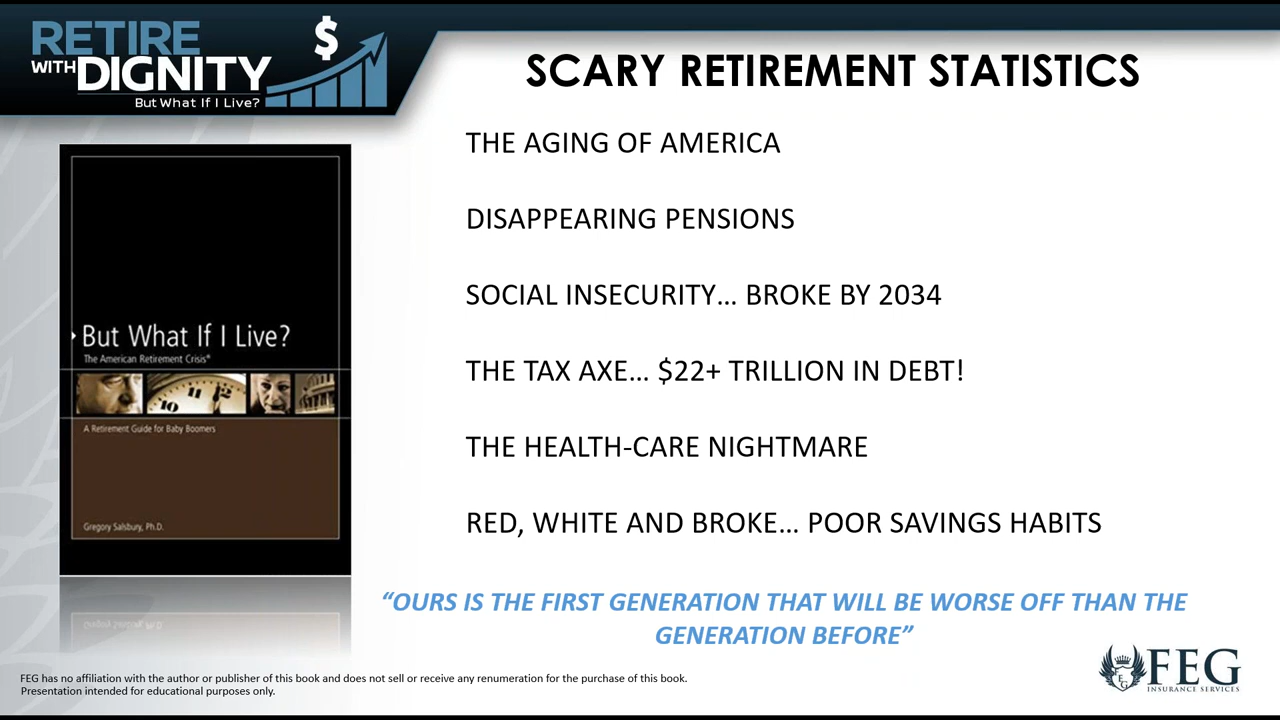 RETIRE
WITH DIGNITY
But What If I Live?
$
SCARY RETIREMENT STATISTICS
THE AGING OF AMERICA
DISAPPEARING PENSIONS
SOCIAL INSECURITY… BROKE BY 2034
THE TAX AXE… $22+ TRILLION IN DEBT!
THE HEALTH-CARE NIGHTMARE
RED, WHITE AND BROKE… POOR SAVINGS HABITS
But What If I Live?
The American Retirement Crisis®
10 11 12
A Retirement Guide for Baby Boomers
Gregory Salsbury, Ph.D.
“OURS IS THE FIRST GENERATION THAT WILL BE WORSE OFF THAN THE
GENERATION BEFORE”
FEG has no affiliation with the author or publisher of this book and does not sell or receive any renumeration for the purchase of this book.
Presentation intended for educational purposes only.
FEG
INSURANCE SERVICES